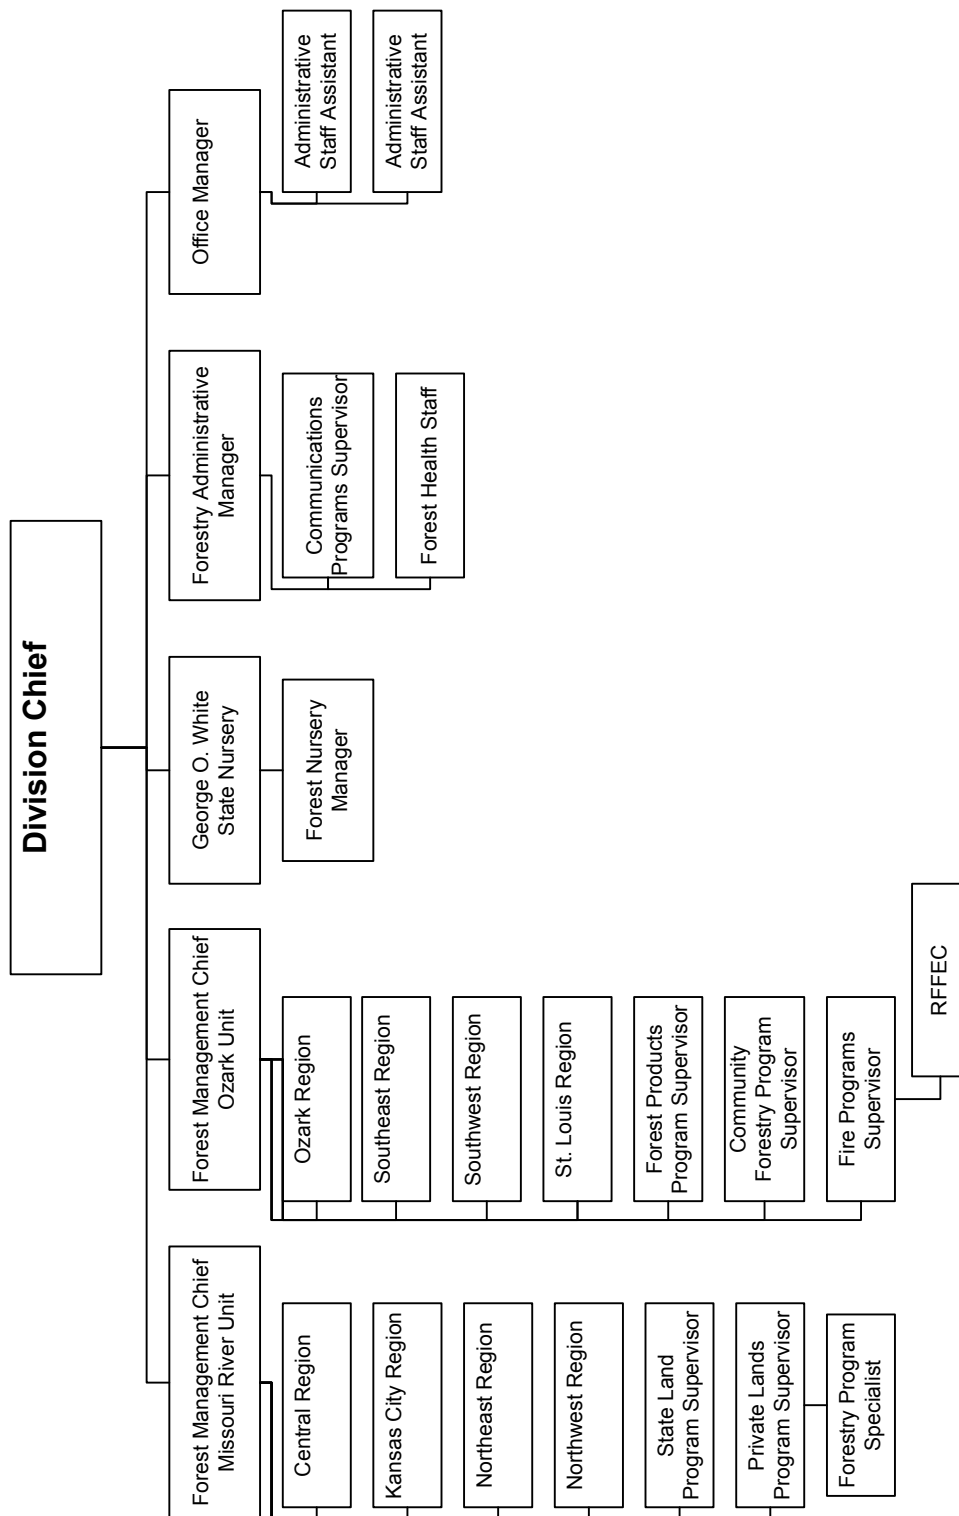 Division Chief
Forest Management Chief
Missouri River Unit
Central Region
Kansas City Region
Northeast Region
Northwest Region
State Land
Program Supervisor
Private Lands
Program Supervisor
Forestry Program
Specialist
Forest Management Chief
Ozark Unit
Ozark Region
Southeast Region
Southwest Region
St. Louis Region
Forest Products
Program Supervisor
Community
Forestry Program
Supervisor
Fire Programs
Supervisor
RFFEC
George O. White
State Nursery
Forest Nursery
Manager
Forestry Administrative
Manager
Communications
Programs Supervisor
Forest Health Staff
Office Manager
Administrative
Staff Assistant
Administrative
Staff Assistant